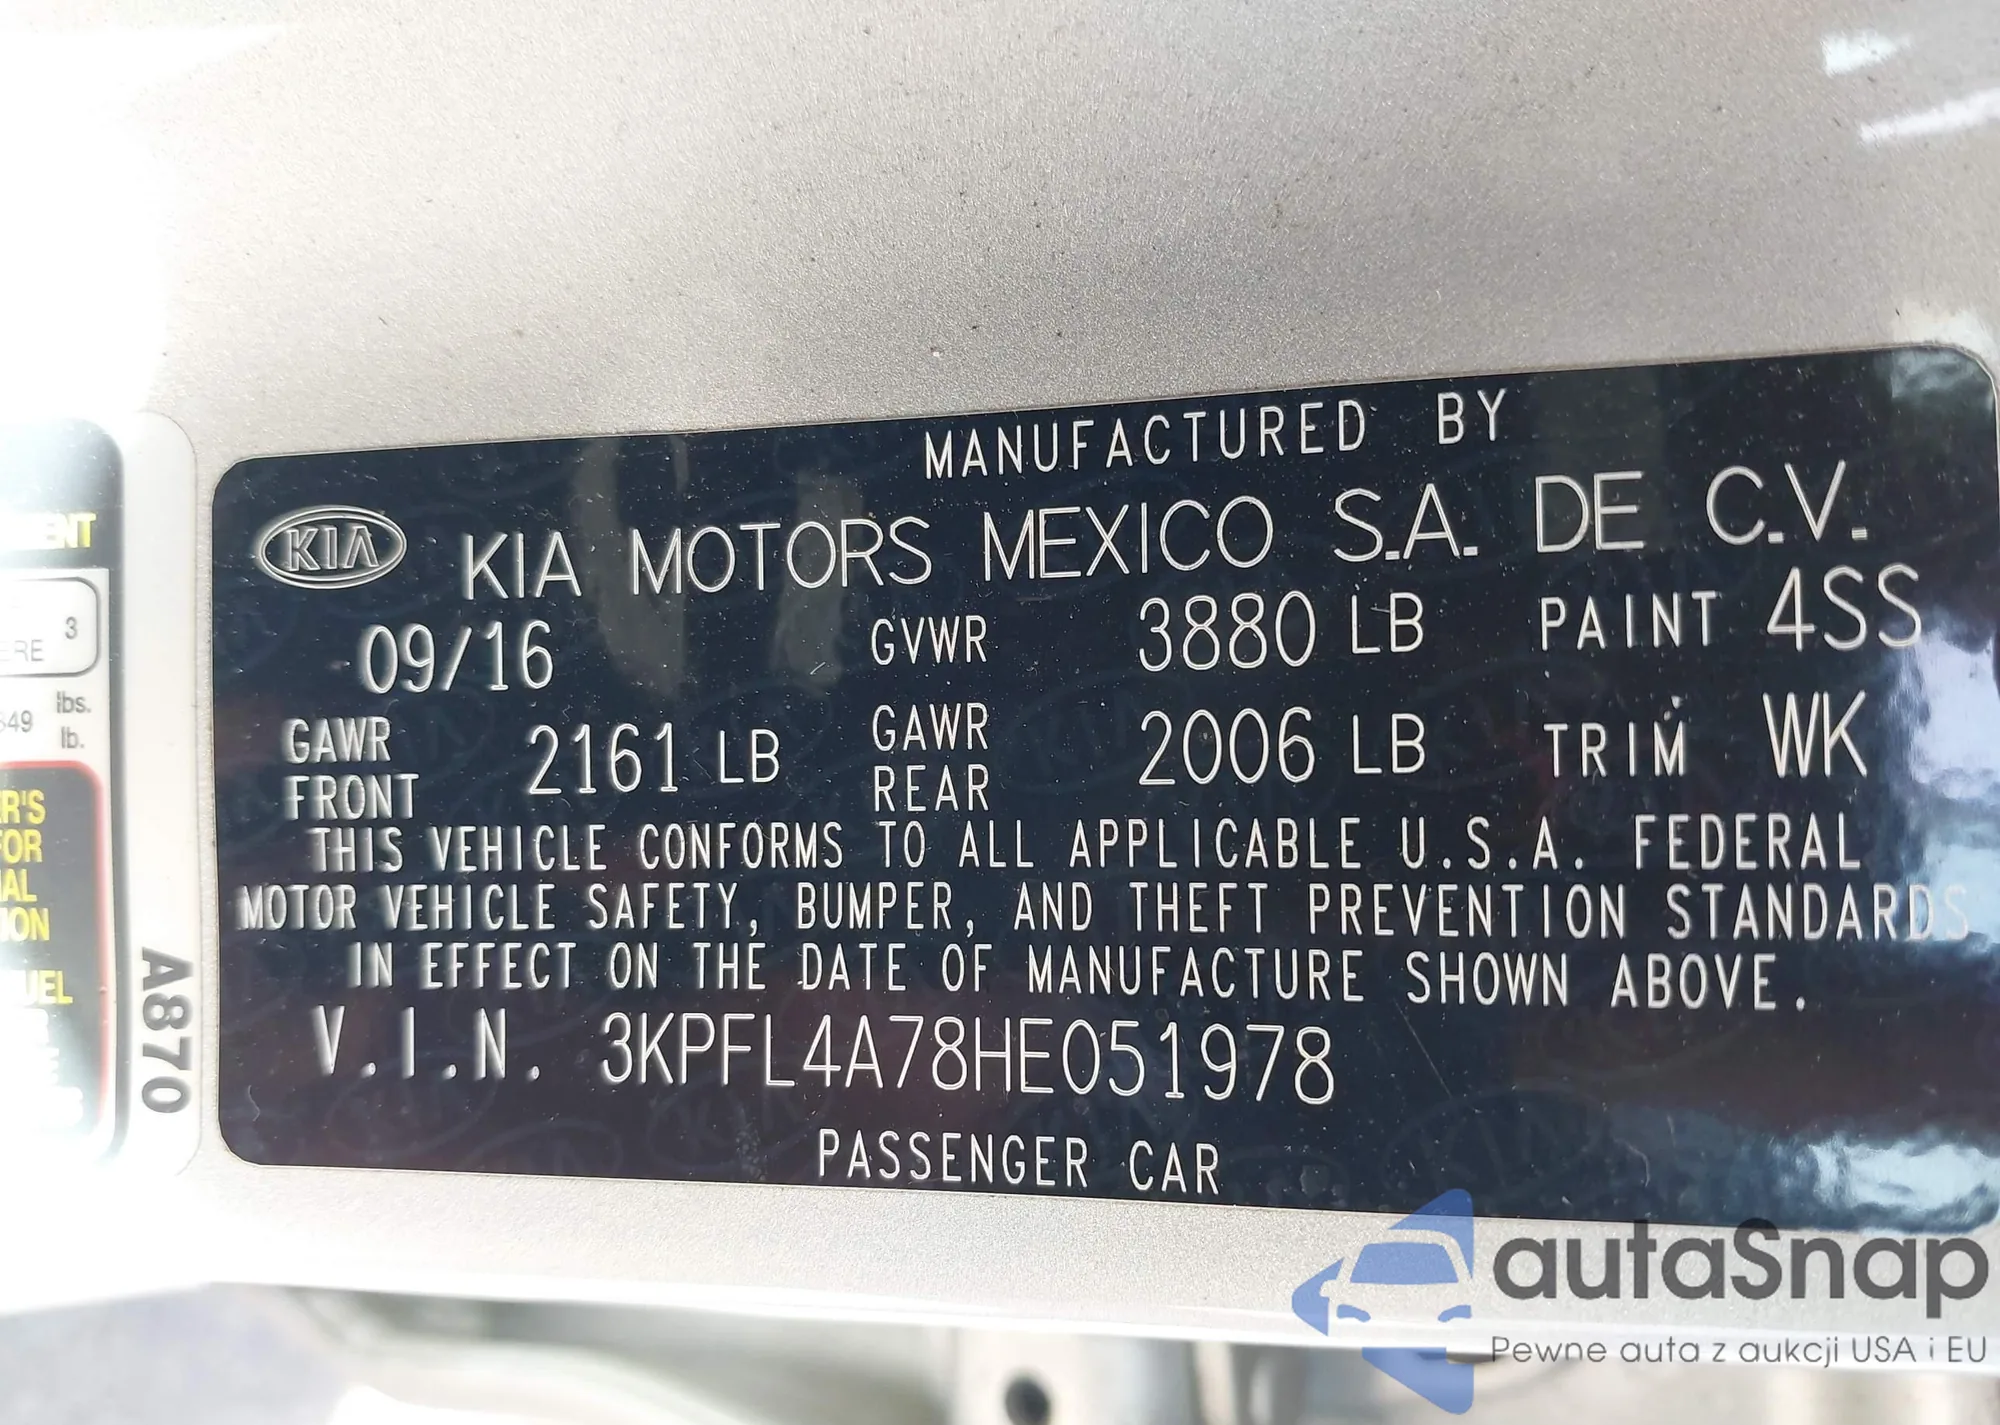 MANUFACTURED BY
KIA KIA MOTORS MEXICO S.A. DE C.V.
09/16 GVWR 3880 LB PAINT 4SS
GAWR FRONT 2161 LB GAWR REAR 2006 LB TRIM WK
THIS VEHICLE CONFORMS TO ALL APPLICABLE U.S.A. FEDERAL
MOTOR VEHICLE SAFETY, BUMPER, AND THEFT PREVENTION STANDARDS
IN EFFECT ON THE DATE OF MANUFACTURE SHOWN ABOVE.
V.I.N. 3KPFL4A78HE051978
PASSENGER CAR
A870
3
lbs.
lb.
FOR
autaSnap
Pewne auta z aukcji USA i EU